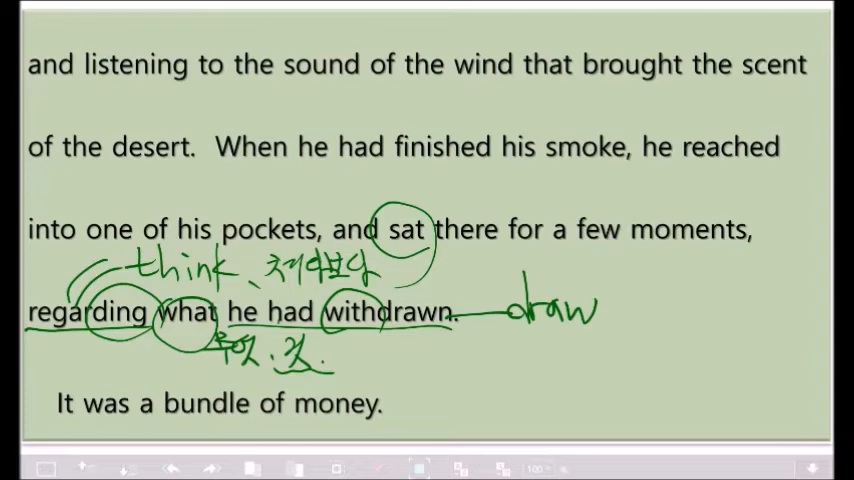 and listening to the sound of the wind that brought the scent
of the desert. When he had finished his smoke, he reached
into one of his pockets, and sat there for a few moments,
think, 쳐다보다
regarding what he had withdrawn. draw
무엇, 것.
It was a bundle of money.
100